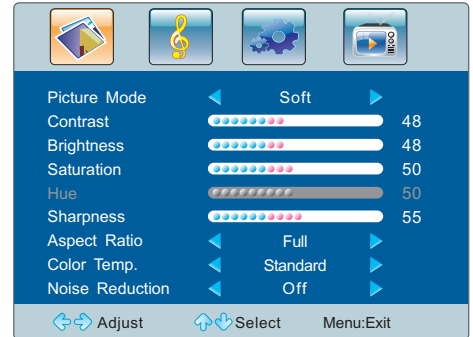 Picture Mode Soft
Contrast 48
Brightness 48
Saturation 50
Hue 50
Sharpness 55
Aspect Ratio Full
Color Temp. Standard
Noise Reduction Off
Adjust Select Menu:Exit